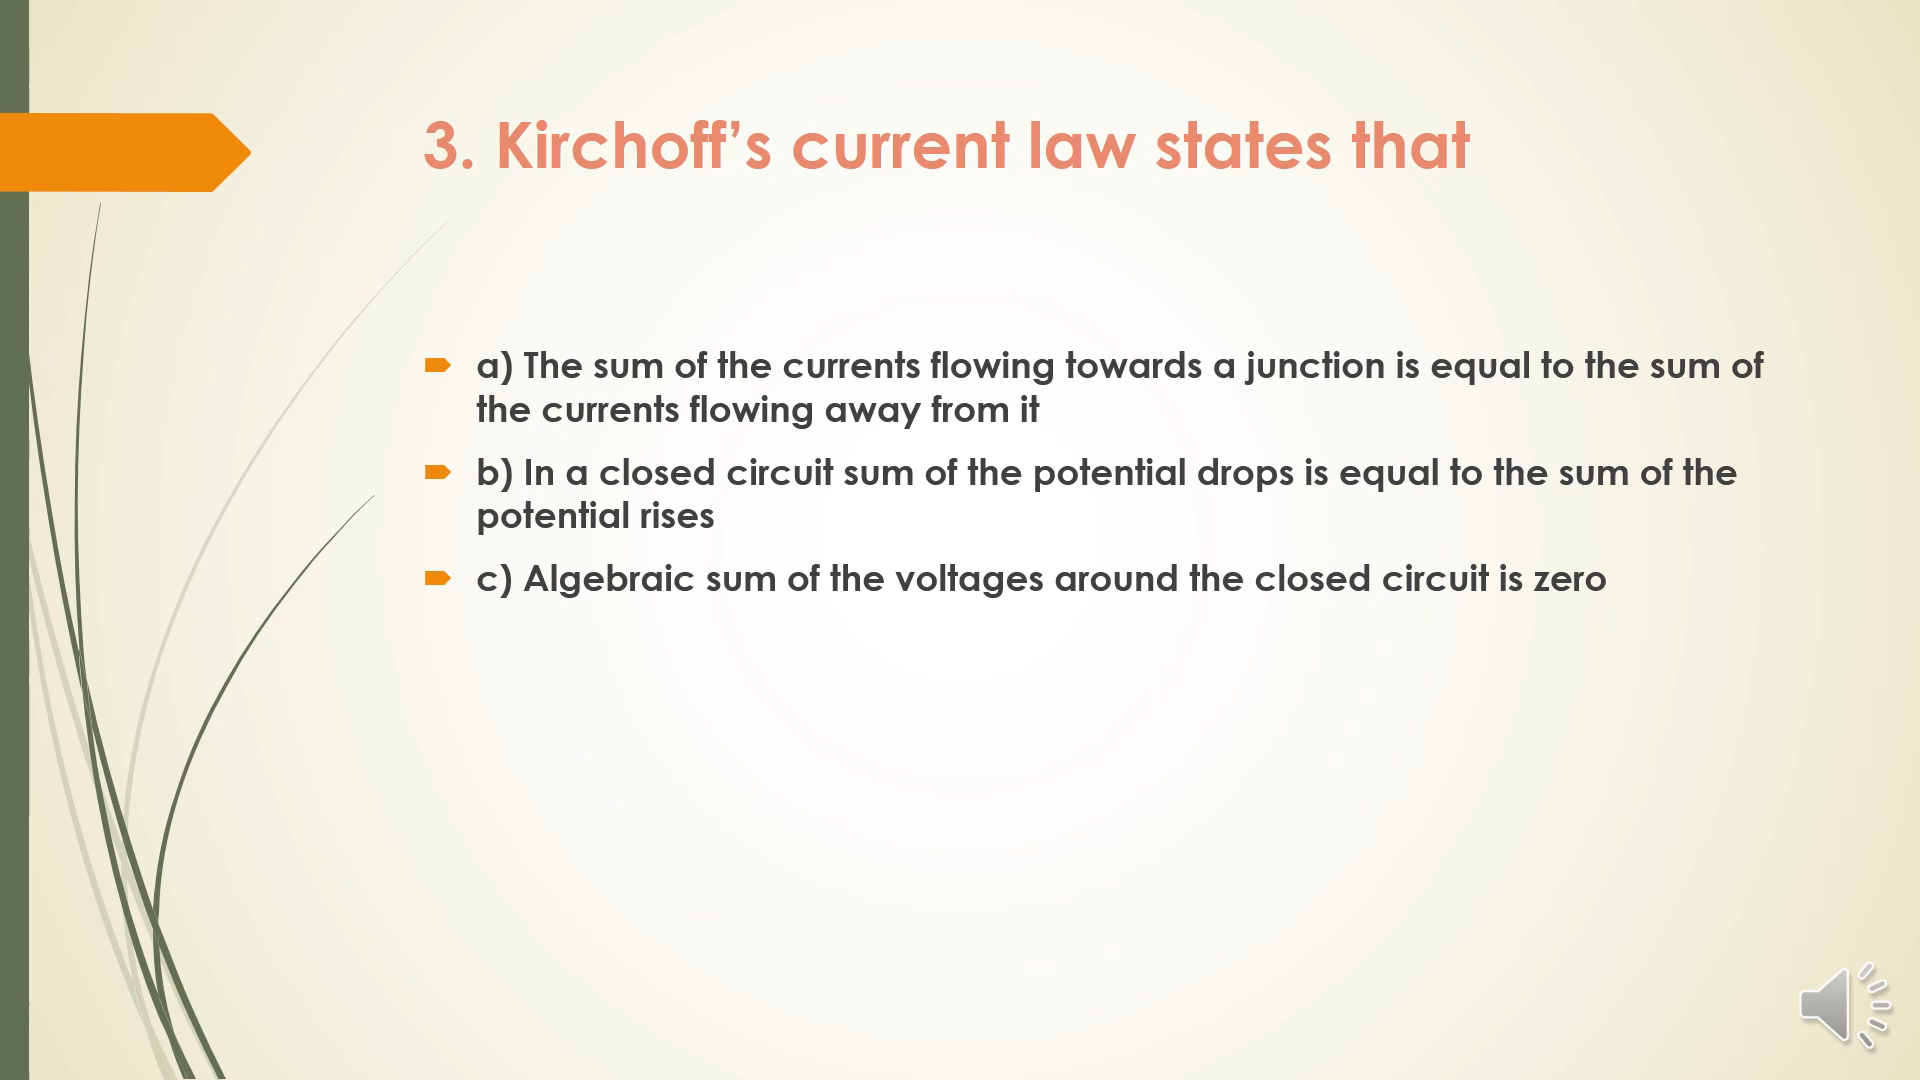 3. Kirchoff’s current law states that
a) The sum of the currents flowing towards a junction is equal to the sum of
the currents flowing away from it
b) In a closed circuit sum of the potential drops is equal to the sum of the
potential rises
c) Algebraic sum of the voltages around the closed circuit is zero